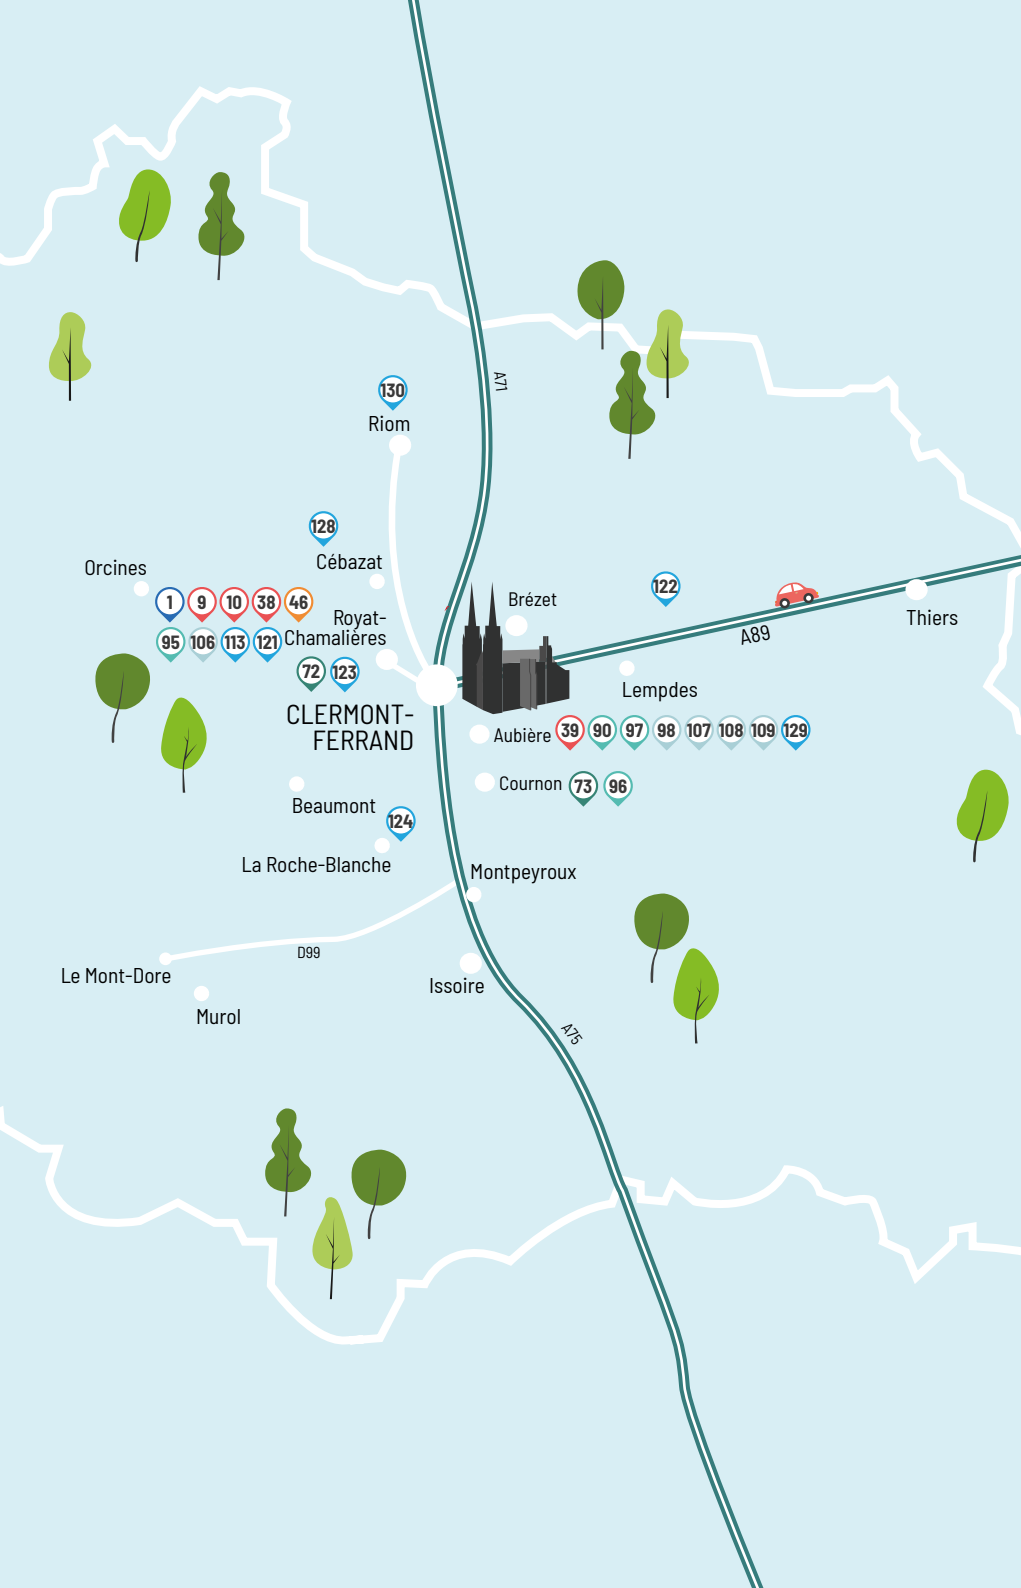 A71
130
Riom
128
Cébazat
Orcines
1 9 10 38 46
95 106 113 121
Royat-
Chamalières
72 123
CLERMONT-
FERRAND
Brézet
122
A89
Thiers
Lempdes
Aubière 39 90 97 98 107 108 109 129
Cournon 73 96
Beaumont
124
La Roche-Blanche
Montpeyroux
D99
Le Mont-Dore
Murol
Issoire
A75